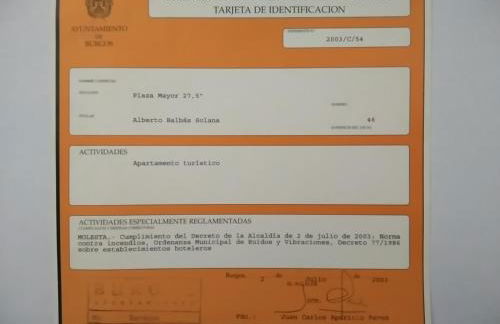 TARJETA DE IDENTIFICACION
AYUNTAMIENTO
DE
BURGOS
2003/C/54
Plaza Mayor 27,5º
Alberto Balbás Solana
46
ACTIVIDADES
Apartamento turístico
ACTIVIDADES ESPECIALMENTE REGLAMENTADAS
MOLESTA.- Cumplimiento del Decreto de la Alcaldía de 2 de julio de 2003: Norma
contra incendios, Ordenanza Municipal de Ruidos y Vibraciones, Decreto 77/1986
sobre establecimientos hoteleros
Burgos, 2 de julio de 2003
Fdo.: Juan Carlos Aparicio Pérez